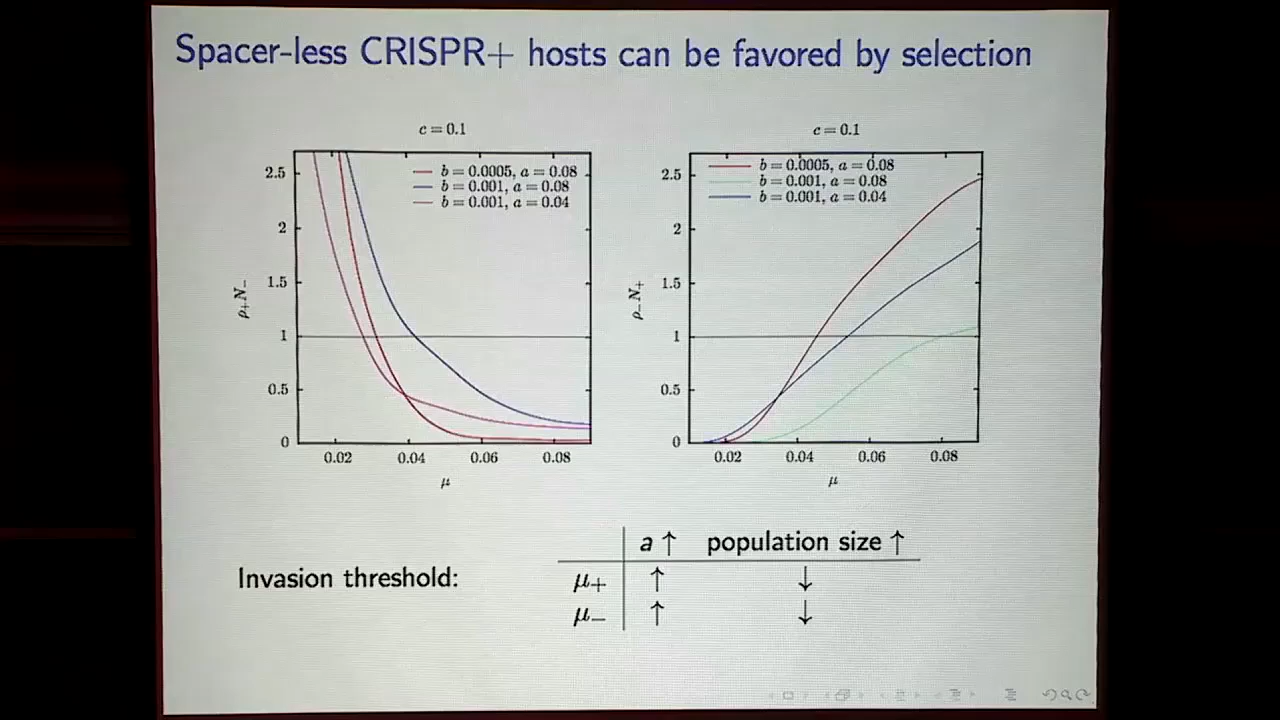 Spacer-less CRISPR+ hosts can be favored by selection
c = 0.1
b = 0.0005, a = 0.08
b = 0.001, a = 0.08
b = 0.001, a = 0.04
2.5
2
1.5
1
0.5
0
ρ₊N₋
0.02 0.04 0.06 0.08
μ
c = 0.1
b = 0.0005, a = 0.08
b = 0.001, a = 0.08
b = 0.001, a = 0.04
2.5
2
1.5
1
0.5
0
ρ₋N₊
0.02 0.04 0.06 0.08
μ
a ↑ population size ↑
Invasion threshold: μ₊ ↑ ↓
μ₋ ↑ ↓